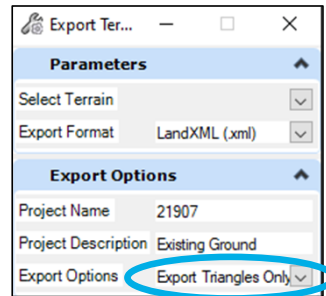 Export Ter...
Parameters
Select Terrain
Export Format LandXML (.xml)
Export Options
Project Name 21907
Project Description Existing Ground
Export Options Export Triangles Only